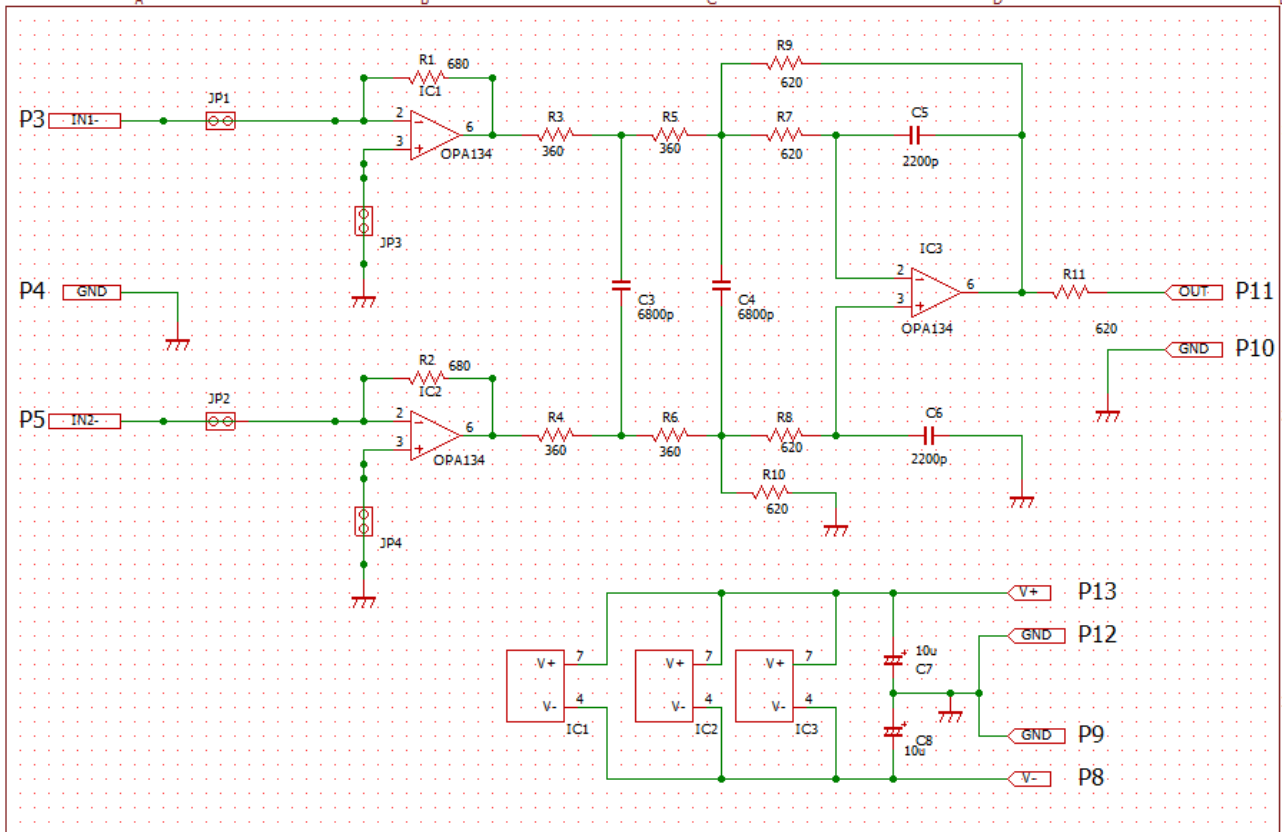 A B C D
R9
620
R1 680
IC1
JP1
P3 IN1-
2
3
6
OPA134
R3
360
R5
360
R7
620
C5
2200p
JP3
IC3
2
3
6
OPA134
R11
620
OUT P11
P4 GND
C3
6800p
C4
6800p
GND P10
R2 680
IC2
JP2
P5 IN2-
2
3
6
OPA134
R4
360
R6
360
R8
620
C6
2200p
R10
620
JP4
V+ P13
GND P12
10u
C7
V+ 7
V- 4
IC1
V+ 7
V- 4
IC2
V+ 7
V- 4
IC3
C8
10u
GND P9
V- P8